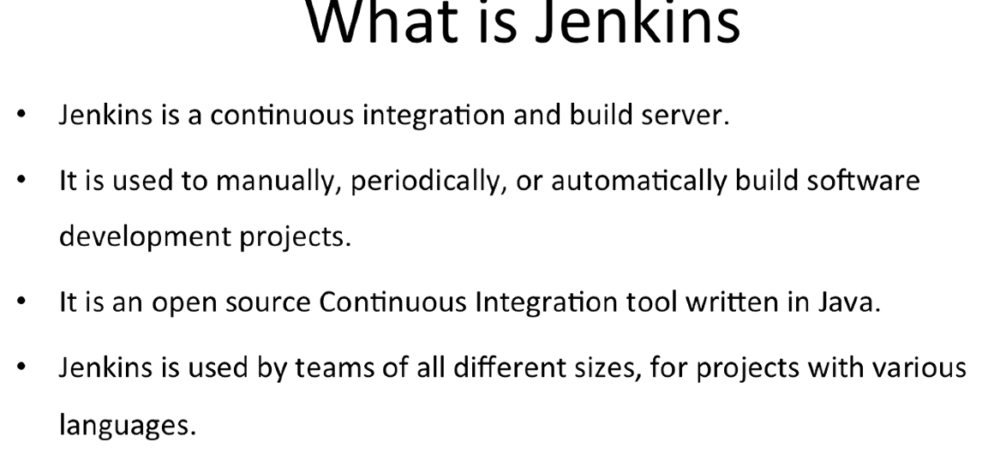 What is Jenkins
• Jenkins is a continuous integration and build server.
• It is used to manually, periodically, or automatically build software
development projects.
• It is an open source Continuous Integration tool written in Java.
• Jenkins is used by teams of all different sizes, for projects with various
languages.